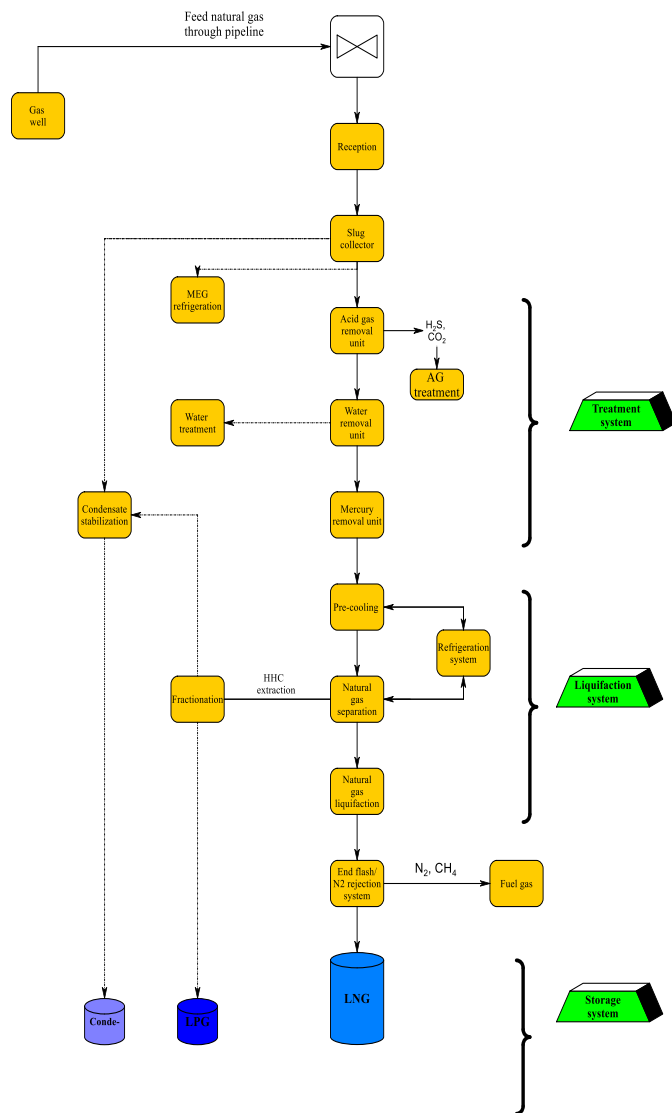 Feed natural gas
through pipeline
Gas
well
Reception
Slug
collector
MEG
refrigeration
Acid gas
removal
unit
H2S,
CO2
AG
treatment
Water
treatment
Water
removal
unit
Treatment
system
Condensate
stabilization
Mercury
removal unit
Pre-cooling
Refrigeration
system
HHC
extraction
Fractionation
Natural
gas
separation
Liquifaction
system
Natural
gas
liquifaction
End flash/
N2 rejection
system
N2, CH4
Fuel gas
Conde-
LPG
LNG
Storage
system